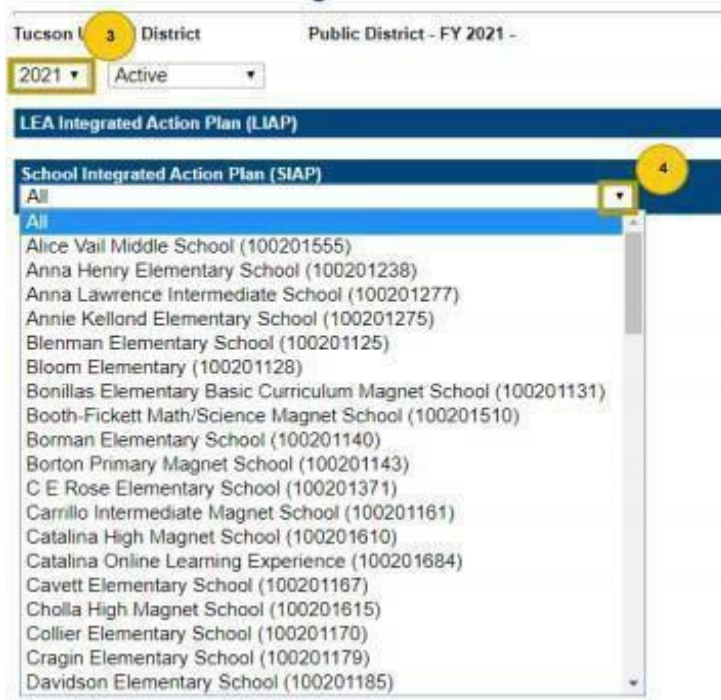 Tucson U 3 District Public District - FY 2021 -
2021 Active
LEA Integrated Action Plan (LIAP)
School Integrated Action Plan (SIAP) 4
All
All
Alice Vail Middle School (100201555)
Anna Henry Elementary School (100201238)
Anna Lawrence Intermediate School (100201277)
Annie Kellond Elementary School (100201275)
Blenman Elementary School (100201125)
Bloom Elementary (100201128)
Bonillas Elementary Basic Curriculum Magnet School (100201131)
Booth-Fickett Math/Science Magnet School (100201510)
Borman Elementary School (100201140)
Borton Primary Magnet School (100201143)
C E Rose Elementary School (100201371)
Carrillo Intermediate Magnet School (100201161)
Catalina High Magnet School (100201610)
Catalina Online Learning Experience (100201684)
Cavett Elementary School (100201167)
Cholla High Magnet School (100201615)
Collier Elementary School (100201170)
Cragin Elementary School (100201179)
Davidson Elementary School (100201185)